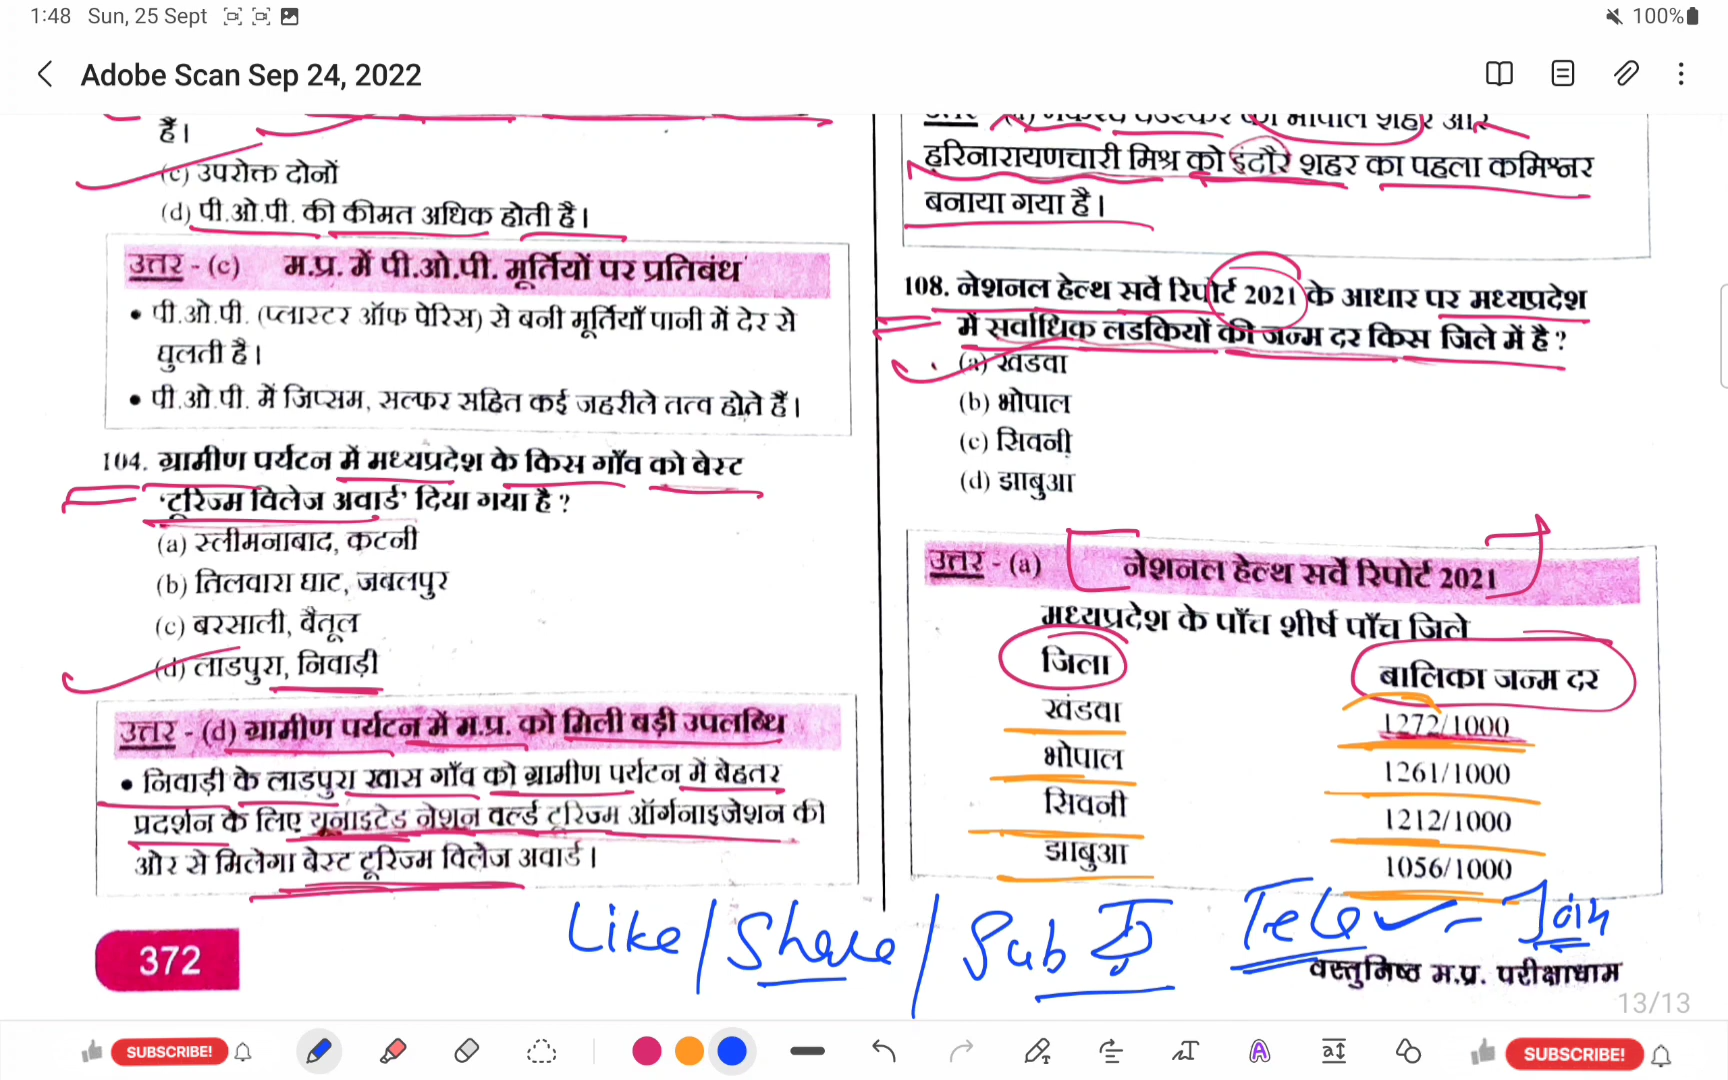 1:48 Sun, 25 Sept
100%
Adobe Scan Sep 24, 2022
हैं।
(c) उपरोक्त दोनों
(d) पी.ओ.पी. की कीमत अधिक होती है।
उत्तर - (c) म.प्र. में पी.ओ.पी. मूर्तियों पर प्रतिबंध
• पी.ओ.पी. (प्लास्टर ऑफ पेरिस) से बनी मूर्तियाँ पानी में देर से
घुलती है।
• पी.ओ.पी. में जिप्सम, सल्फर सहित कई जहरीले तत्व होते हैं।
104. ग्रामीण पर्यटन में मध्यप्रदेश के किस गाँव को बेस्ट
'टूरिज्म विलेज अवार्ड' दिया गया है ?
(a) स्लीमनाबाद, कटनी
(b) तिलवारा घाट, जबलपुर
(c) बरसाली, बैतूल
(d) लाडपुरा, निवाड़ी
उत्तर - (d) ग्रामीण पर्यटन में म.प्र. को मिली बड़ी उपलब्धि
• निवाड़ी के लाडपुरा खास गाँव को ग्रामीण पर्यटन में बेहतर
प्रदर्शन के लिए यूनाइटेड नेशन वर्ल्ड टूरिज्म ऑर्गनाइजेशन की
ओर से मिलेगा बेस्ट टूरिज्म विलेज अवार्ड।
372
भोपाल शहर और
हरिनारायणचारी मिश्र को इंदौर शहर का पहला कमिश्नर
बनाया गया है।
108. नेशनल हेल्थ सर्वे रिपोर्ट 2021 के आधार पर मध्यप्रदेश
में सर्वाधिक लडकियों की जन्म दर किस जिले में है ?
(a) खंडवा
(b) भोपाल
(c) सिवनी
(d) झाबुआ
उत्तर - (a) नेशनल हेल्थ सर्वे रिपोर्ट 2021
मध्यप्रदेश के पाँच शीर्ष पाँच जिले
जिला बालिका जन्म दर
खंडवा 1272/1000
भोपाल 1261/1000
सिवनी 1212/1000
झाबुआ 1056/1000
Like/Share/Sub Tele Join
वस्तुनिष्ठ म.प्र. परीक्षाधाम
13/13
SUBSCRIBE!
SUBSCRIBE!